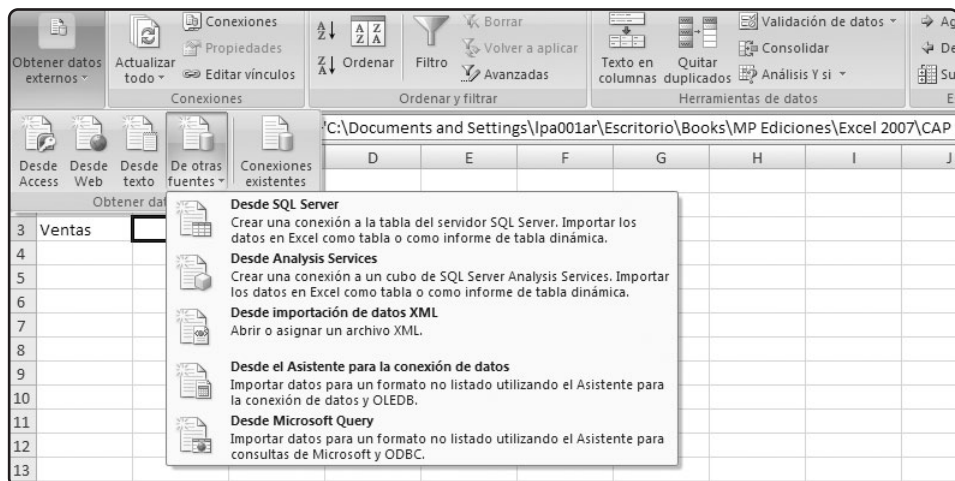 Obtener datos externos
Actualizar todo
Conexiones
Propiedades
Editar vínculos
Conexiones
Ordenar
Filtro
Borrar
Volver a aplicar
Avanzadas
Ordenar y filtrar
Texto en columnas
Quitar duplicados
Validación de datos
Consolidar
Análisis Y si
Herramientas de datos
Ag
De
Su
E
Desde Access
Desde Web
Desde texto
De otras fuentes
Conexiones existentes
Obtener dat
'C:\Documents and Settings\lpa001ar\Escritorio\Books\MP Ediciones\Excel 2007\CAP
D E F G H I J
Desde SQL Server
Crear una conexión a la tabla del servidor SQL Server. Importar los
datos en Excel como tabla o como informe de tabla dinámica.
Desde Analysis Services
Crear una conexión a un cubo de SQL Server Analysis Services. Importar
los datos en Excel como tabla o como informe de tabla dinámica.
Desde importación de datos XML
Abrir o asignar un archivo XML.
Desde el Asistente para la conexión de datos
Importar datos para un formato no listado utilizando el Asistente para
la conexión de datos y OLEDB.
Desde Microsoft Query
Importar datos para un formato no listado utilizando el Asistente para
consultas de Microsoft y ODBC.
3 Ventas
4
5
6
7
8
9
10
11
12
13